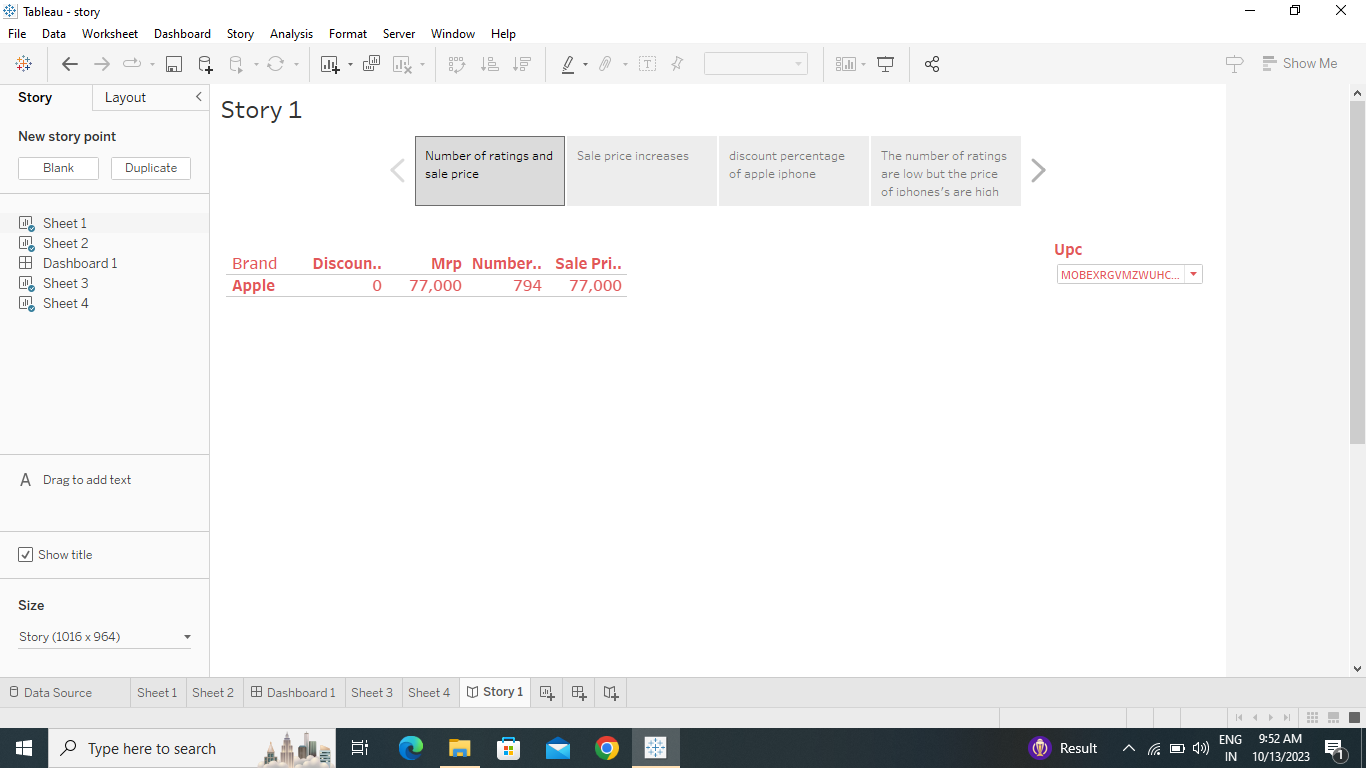 Tableau - story
File Data Worksheet Dashboard Story Analysis Format Server Window Help
Show Me
Story Layout
New story point
Blank Duplicate
Sheet 1
Sheet 2
Dashboard 1
Sheet 3
Sheet 4
A Drag to add text
Show title
Size
Story (1016 x 964)
Story 1
Number of ratings and
sale price
Sale price increases
discount percentage
of apple iphone
The number of ratings
are low but the price
of iphones's are high
Brand Discoun.. Mrp Number.. Sale Pri..
Apple 0 77,000 794 77,000
Upc
MOBEXRGVMZWUHC...
Data Source Sheet 1 Sheet 2 Dashboard 1 Sheet 3 Sheet 4 Story 1
Type here to search
Result
ENG
IN
9:52 AM
10/13/2023
1